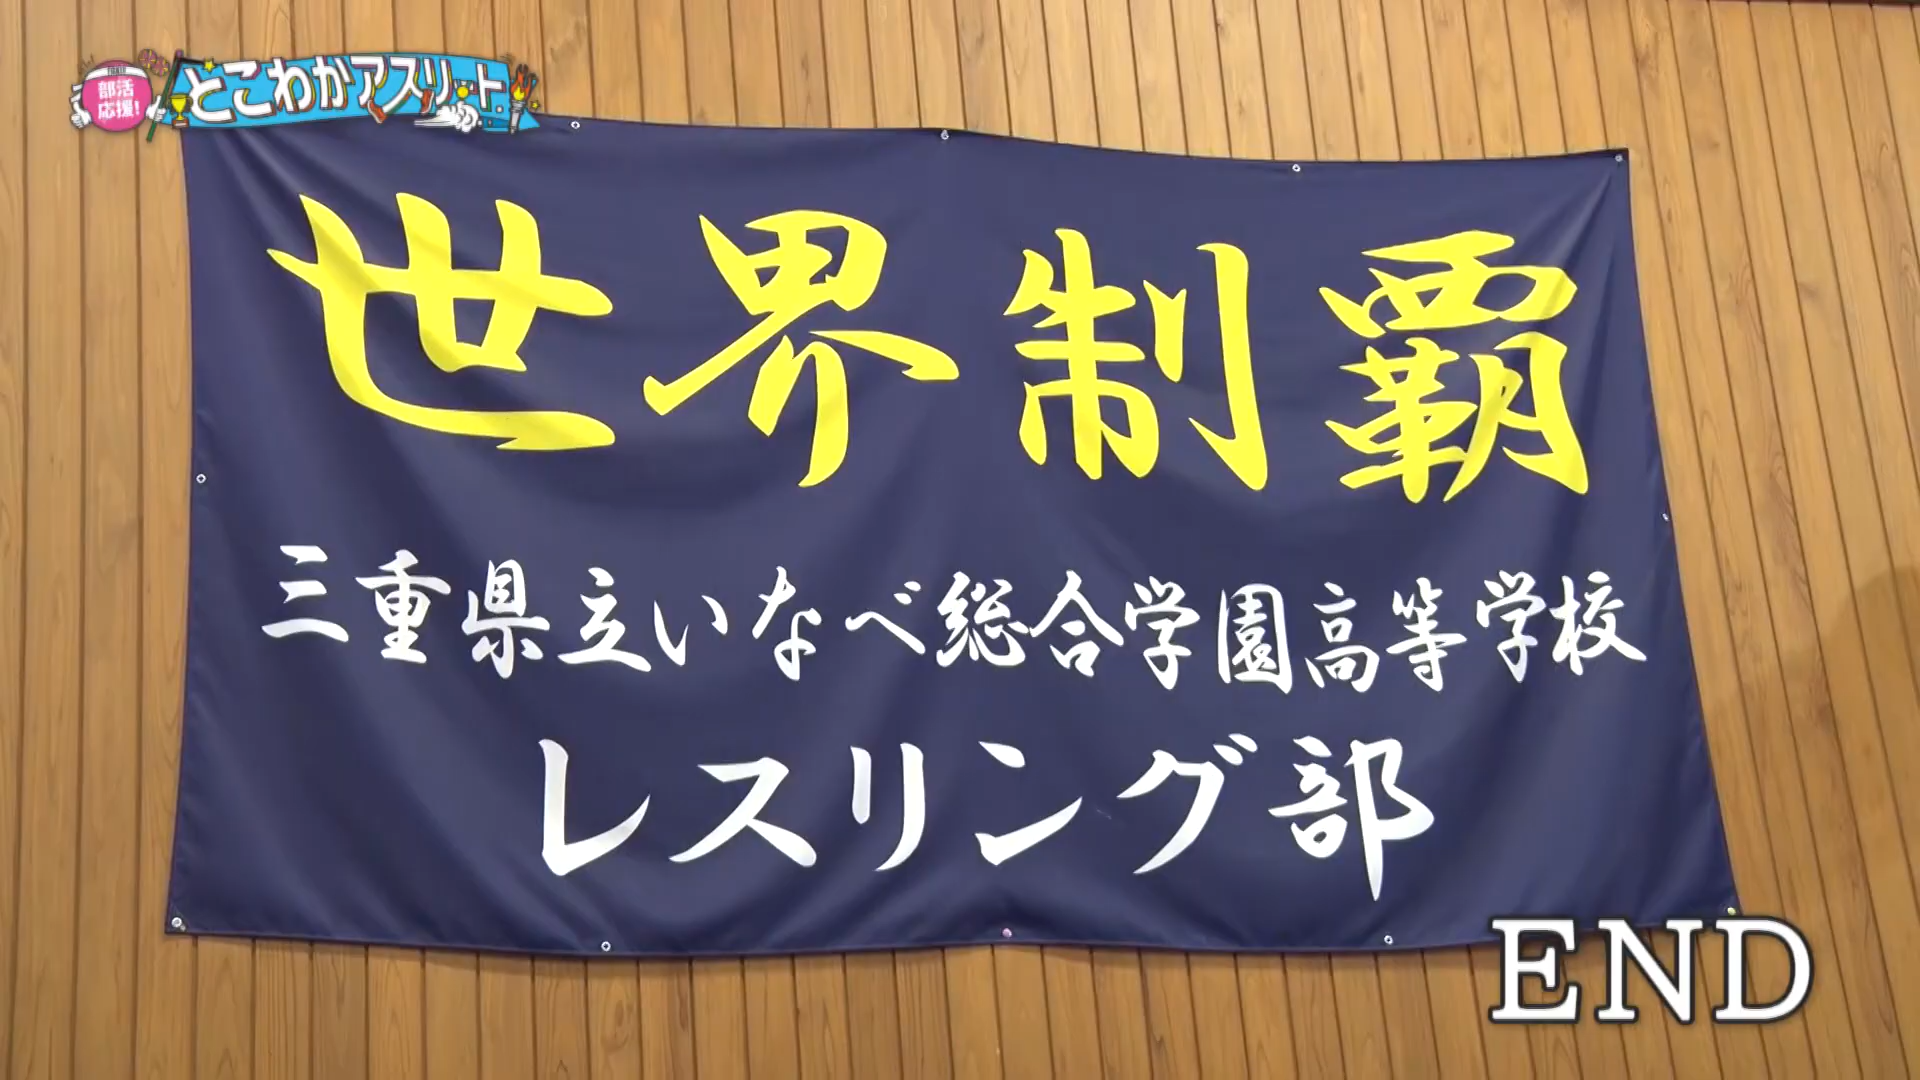 部活
応援!
とこわかアスリート
世界制覇
三重県立いなべ総合学園高等学校
レスリング部
END